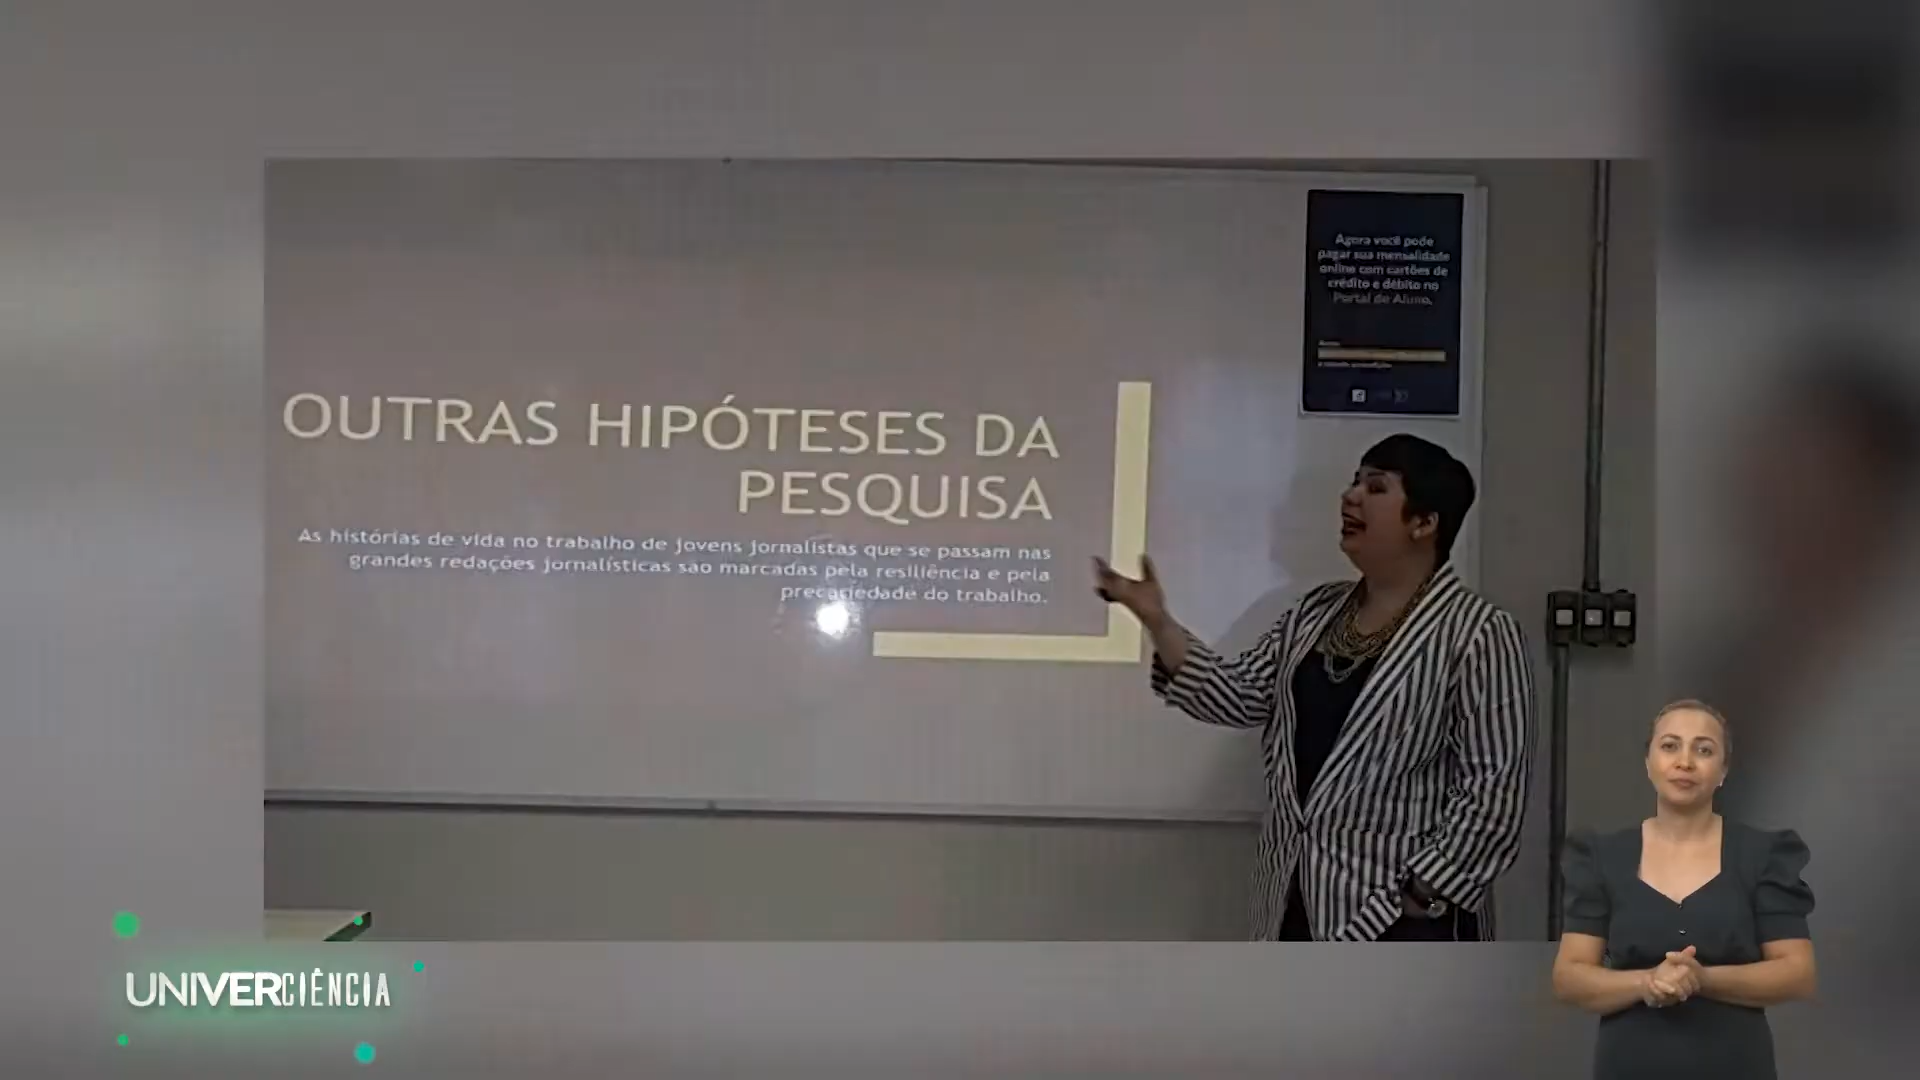 Agora você pode
pagar sua mensalidade
online com cartões de
crédito e débito no
Portal do Aluno.
OUTRAS HIPÓTESES DA
PESQUISA
As histórias de vida no trabalho de jovens jornalistas que se passam nas
grandes redações jornalísticas sao marcadas pela resiliência e pela
precariedade do trabalho.
UNIVERCIÊNCIA